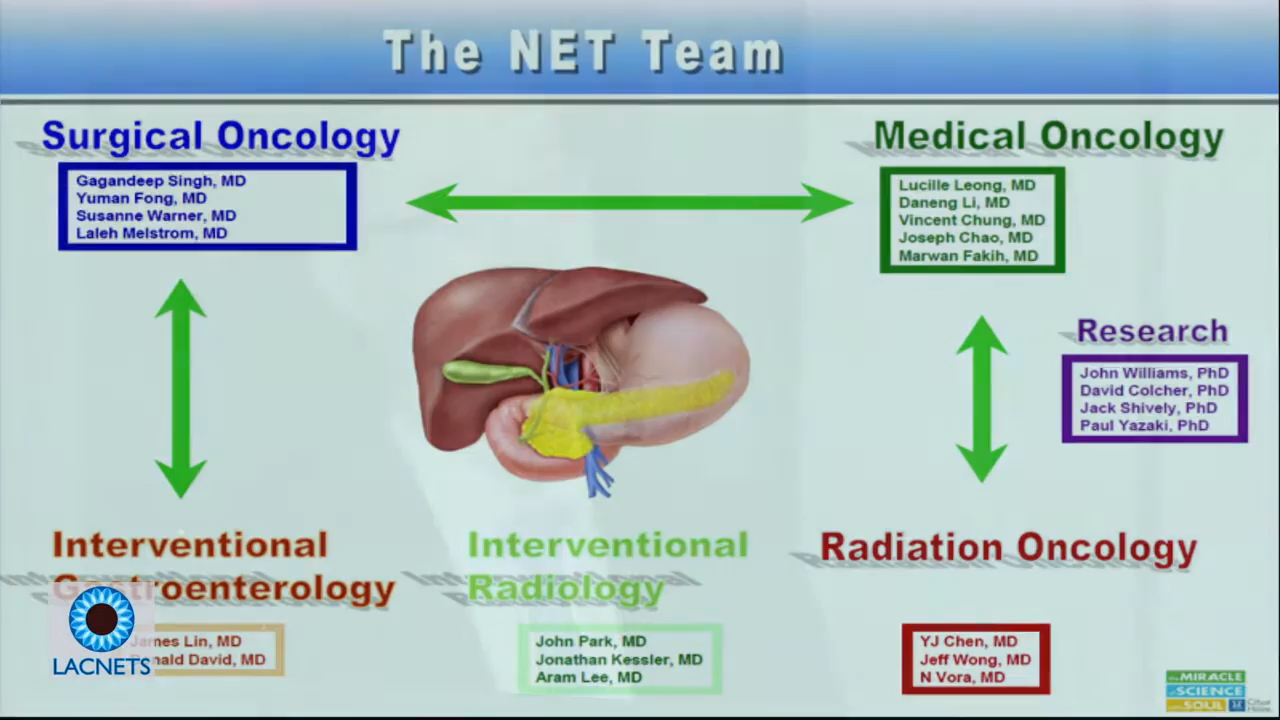 The NET Team
Surgical Oncology
Gagandeep Singh, MD
Yuman Fong, MD
Susanne Warner, MD
Laleh Melstrom, MD
Medical Oncology
Lucille Leong, MD
Daneng Li, MD
Vincent Chung, MD
Joseph Chao, MD
Marwan Fakih, MD
Research
John Williams, PhD
David Colcher, PhD
Jack Shively, PhD
Paul Yazaki, PhD
Interventional
Gastroenterology
James Lin, MD
David, MD
Interventional
Radiology
John Park, MD
Jonathan Kessler, MD
Aram Lee, MD
Radiation Oncology
YJ Chen, MD
Jeff Wong, MD
N Vora, MD
LACNETS
MIRACLE
SCIENCE
SOUL